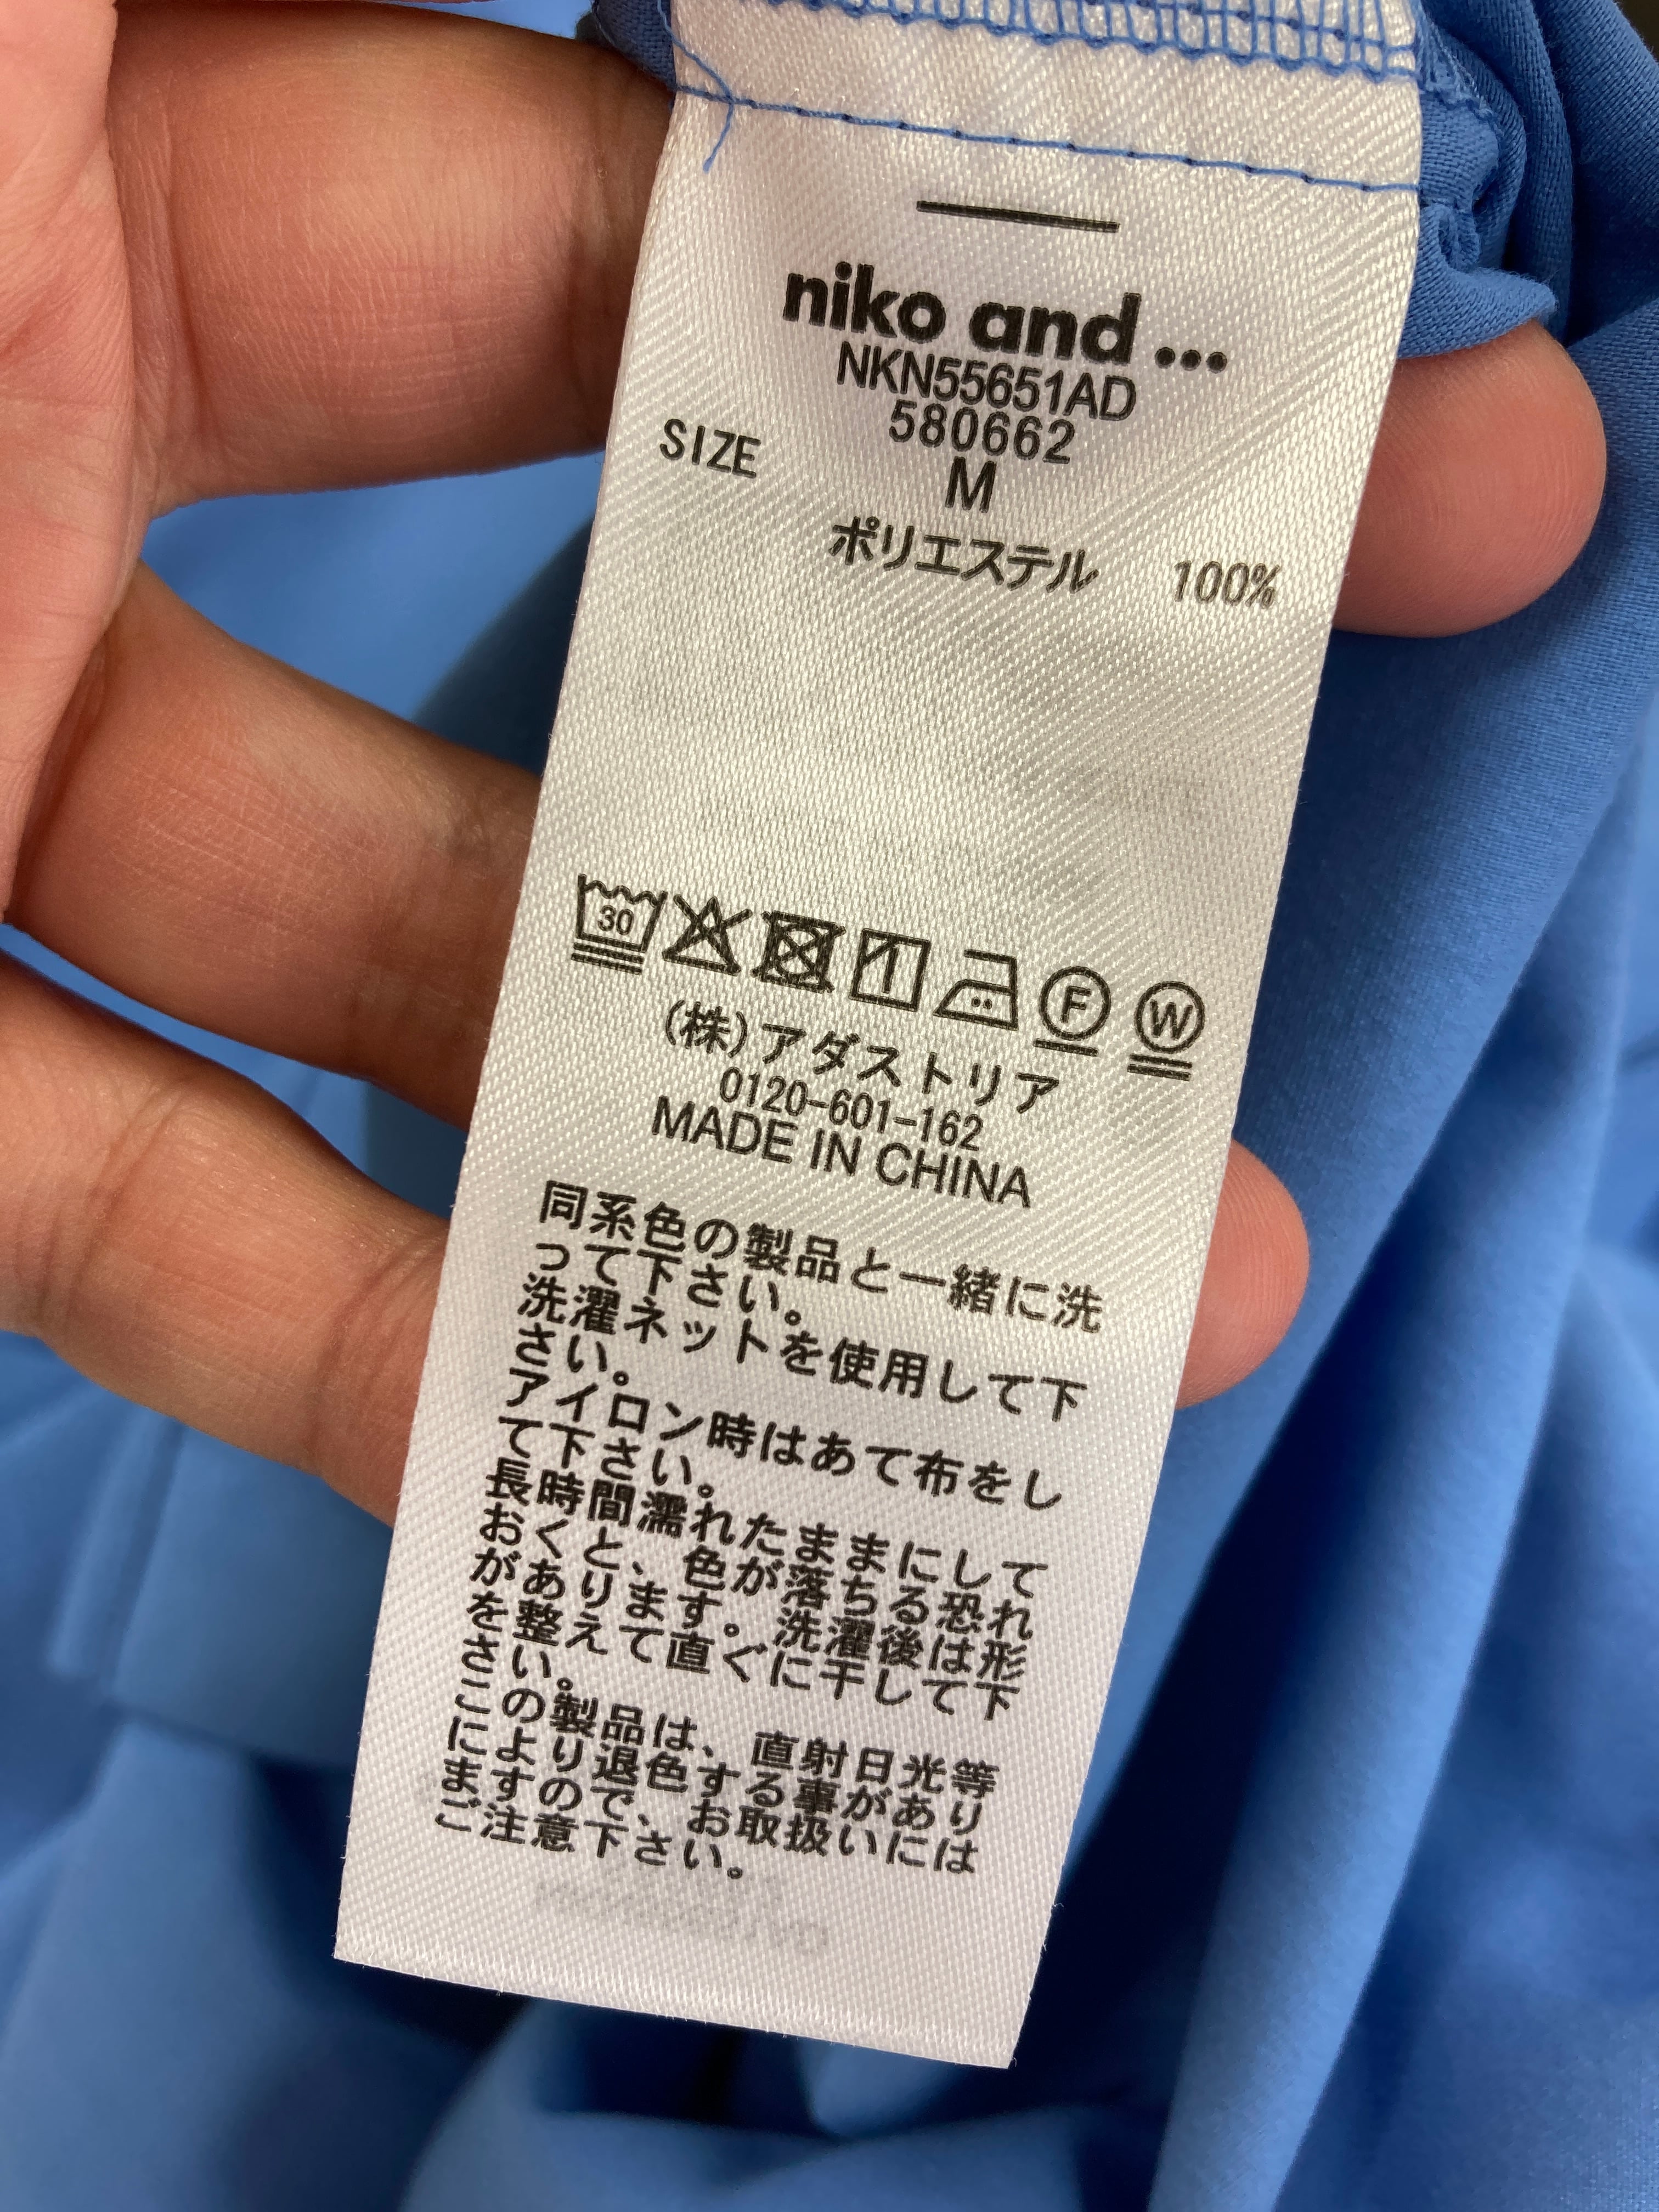 niko and ...
NKN55651AD
580662
SIZE M
ポリエステル 100%
30
F W
(株)アダストリア
0120-601-162
MADE IN CHINA
同系色の製品と一緒に洗
って下さい。
洗濯ネットを使用して下
さい。
アイロン時はあて布をし
て下さい。
長時間濡れたままにして
おくと、色が落ちる恐れ
があります。洗濯後は形
を整えて直ぐに干して下
さい。
この製品は、直射日光等
により退色する事があり
ますので、お取扱いには
ご注意下さい。